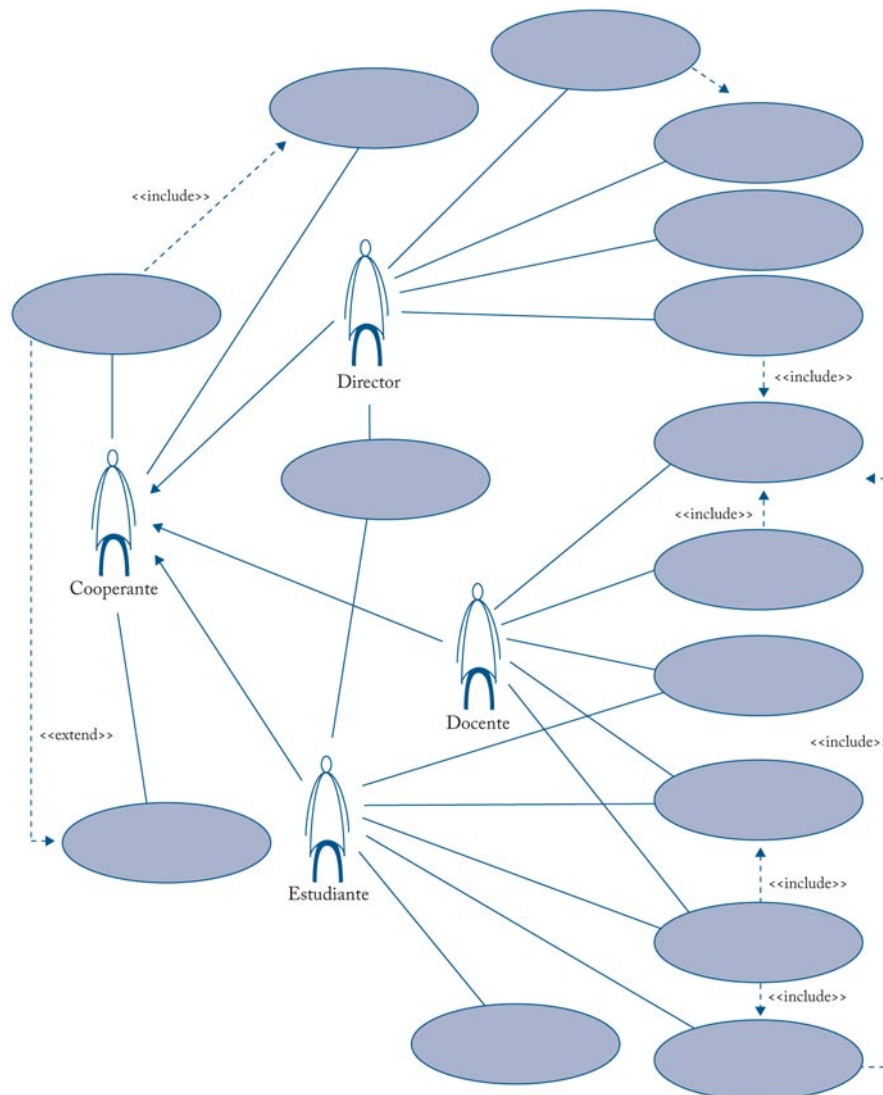 <<include>>
Director
<<include>>
<<include>>
Cooperante
Docente
<<extend>>
<<include>>
Estudiante
<<include>>
<<include>>